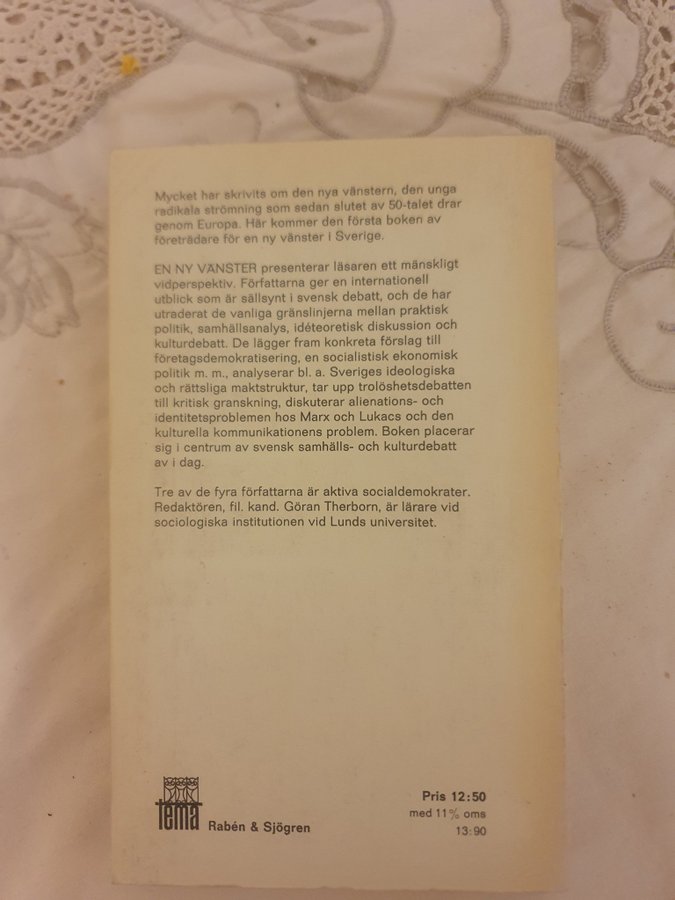 Mycket har skrivits om den nya vänstern, den unga
radikala strömning som sedan slutet av 50-talet drar
genom Europa. Här kommer den första boken av
företrädare för en ny vänster i Sverige.
EN NY VÄNSTER presenterar läsaren ett mänskligt
vidperspektiv. Författarna ger en internationell
utblick som är sällsynt i svensk debatt, och de har
utraderat de vanliga gränslinjerna mellan praktisk
politik, samhällsanalys, idéteoretisk diskussion och
kulturdebatt. De lägger fram konkreta förslag till
företagsdemokratisering, en socialistisk ekonomisk
politik m. m., analyserar bl. a. Sveriges ideologiska
och rättsliga maktstruktur, tar upp trolöshetsdebatten
till kritisk granskning, diskuterar alienations- och
identitetsproblemen hos Marx och Lukacs och den
kulturella kommunikationens problem. Boken placerar
sig i centrum av svensk samhälls- och kulturdebatt
av i dag.
Tre av de fyra författarna är aktiva socialdemokrater.
Redaktören, fil. kand. Göran Therborn, är lärare vid
sociologiska institutionen vid Lunds universitet.
tema Rabén & Sjögren
Pris 12:50
med 11% oms
13:90